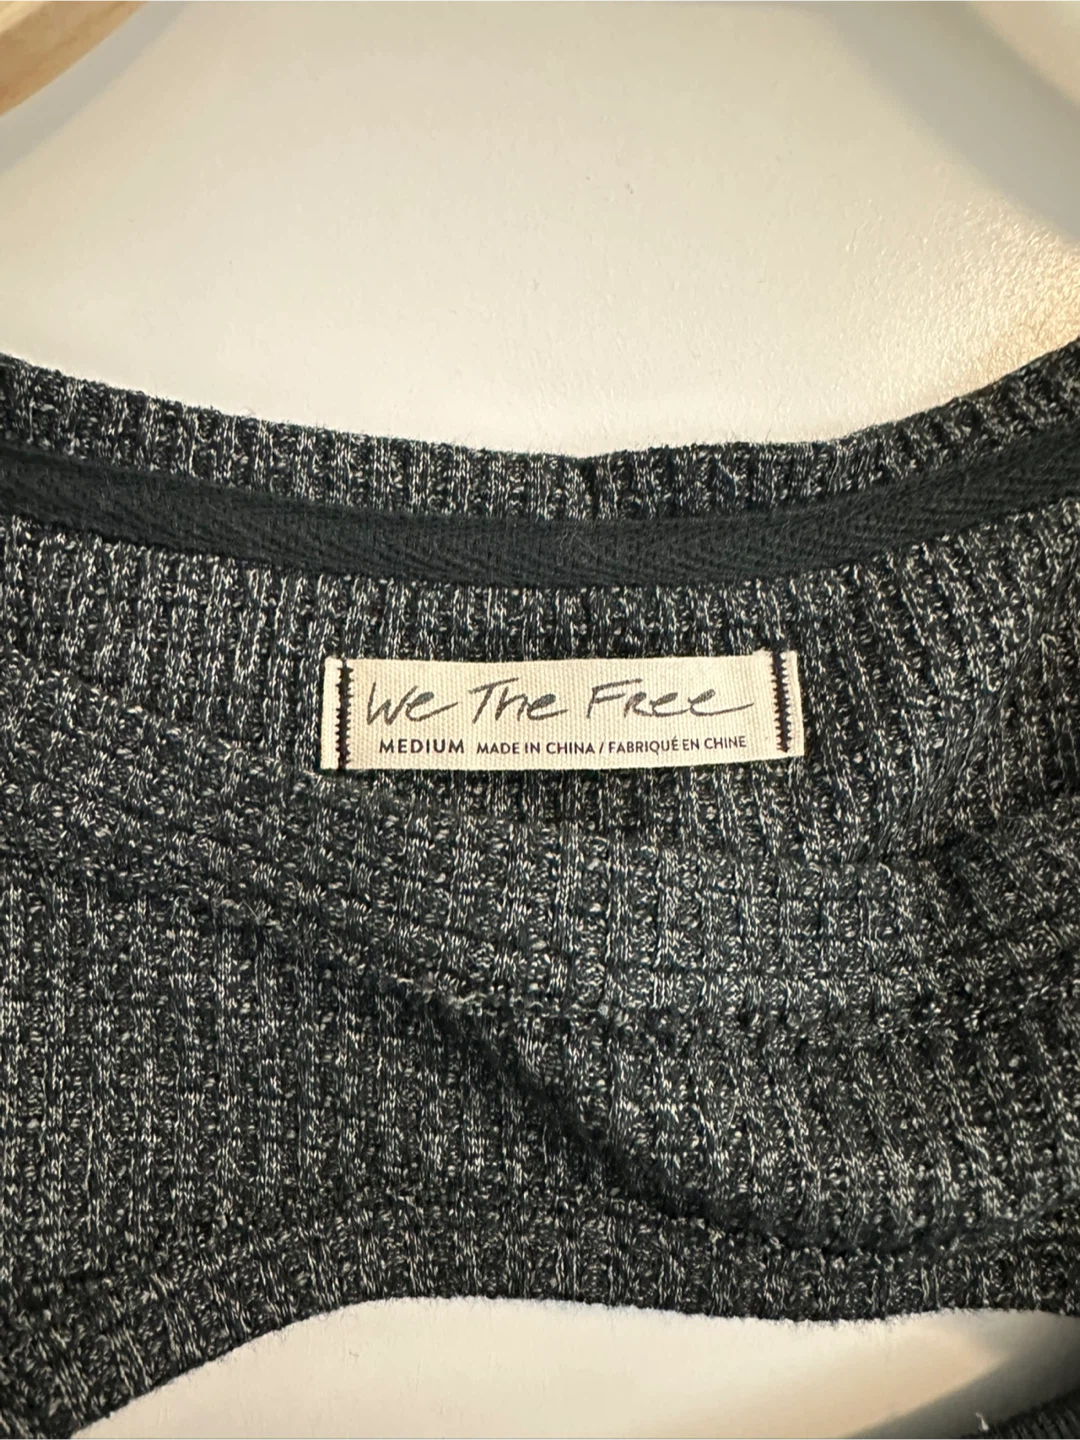 We The Free
MEDIUM MADE IN CHINA / FABRIQUÉ EN CHINE